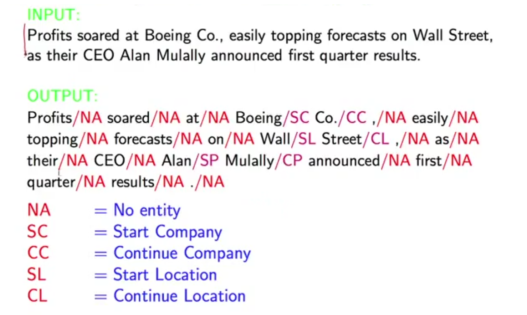 INPUT:
Profits soared at Boeing Co., easily topping forecasts on Wall Street,
as their CEO Alan Mulally announced first quarter results.
OUTPUT:
Profits/NA soared/NA at/NA Boeing/SC Co./CC ,/NA easily/NA
topping/NA forecasts/NA on/NA Wall/SL Street/CL ,/NA as/NA
their/NA CEO/NA Alan/SP Mulally/CP announced/NA first/NA
quarter/NA results/NA ./NA
NA = No entity
SC = Start Company
CC = Continue Company
SL = Start Location
CL = Continue Location